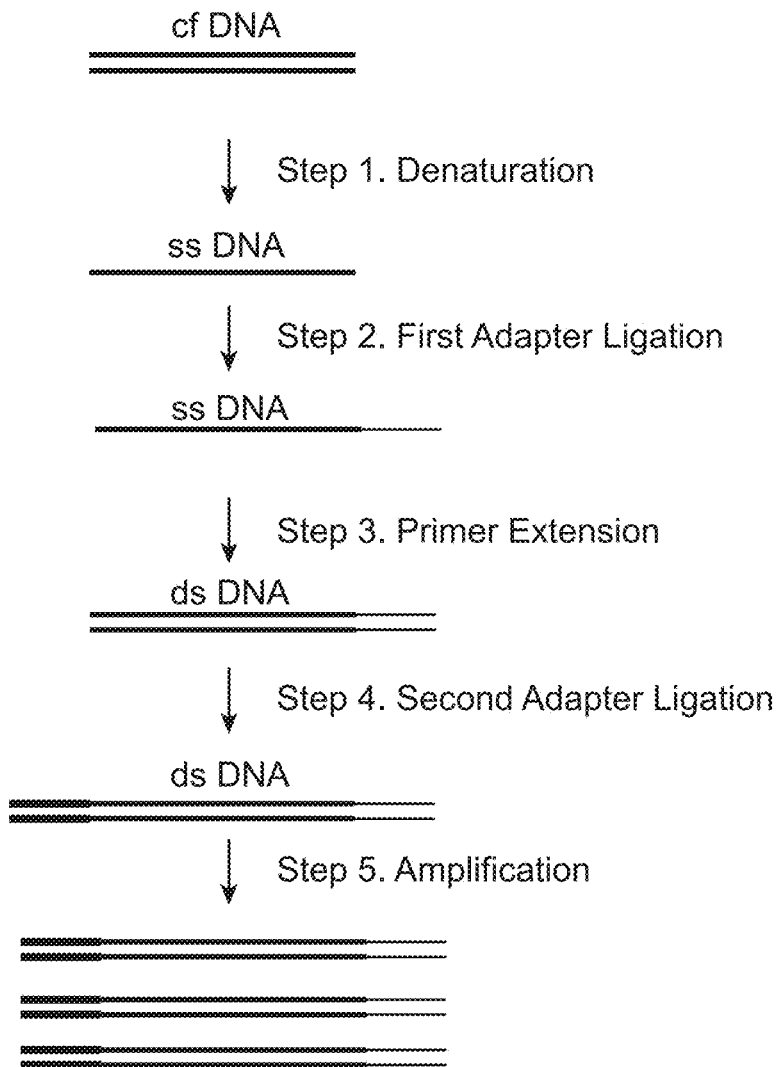 cf DNA
Step 1. Denaturation
ss DNA
Step 2. First Adapter Ligation
ss DNA
Step 3. Primer Extension
ds DNA
Step 4. Second Adapter Ligation
ds DNA
Step 5. Amplification